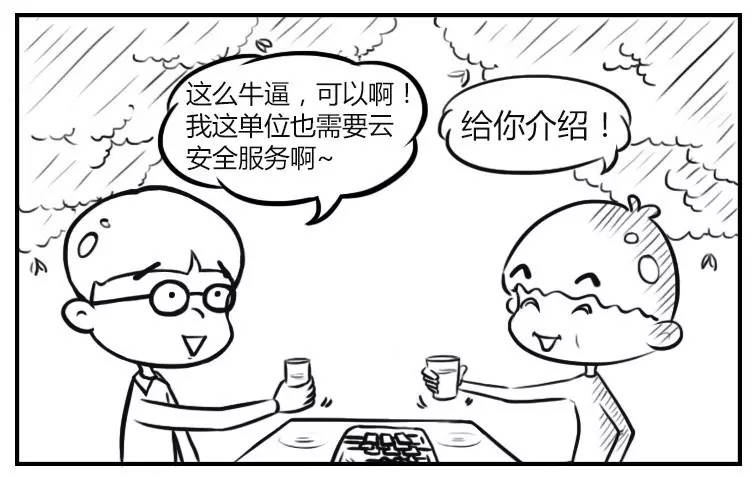 这么牛逼，可以啊！
我这单位也需要云
安全服务啊~
给你介绍！